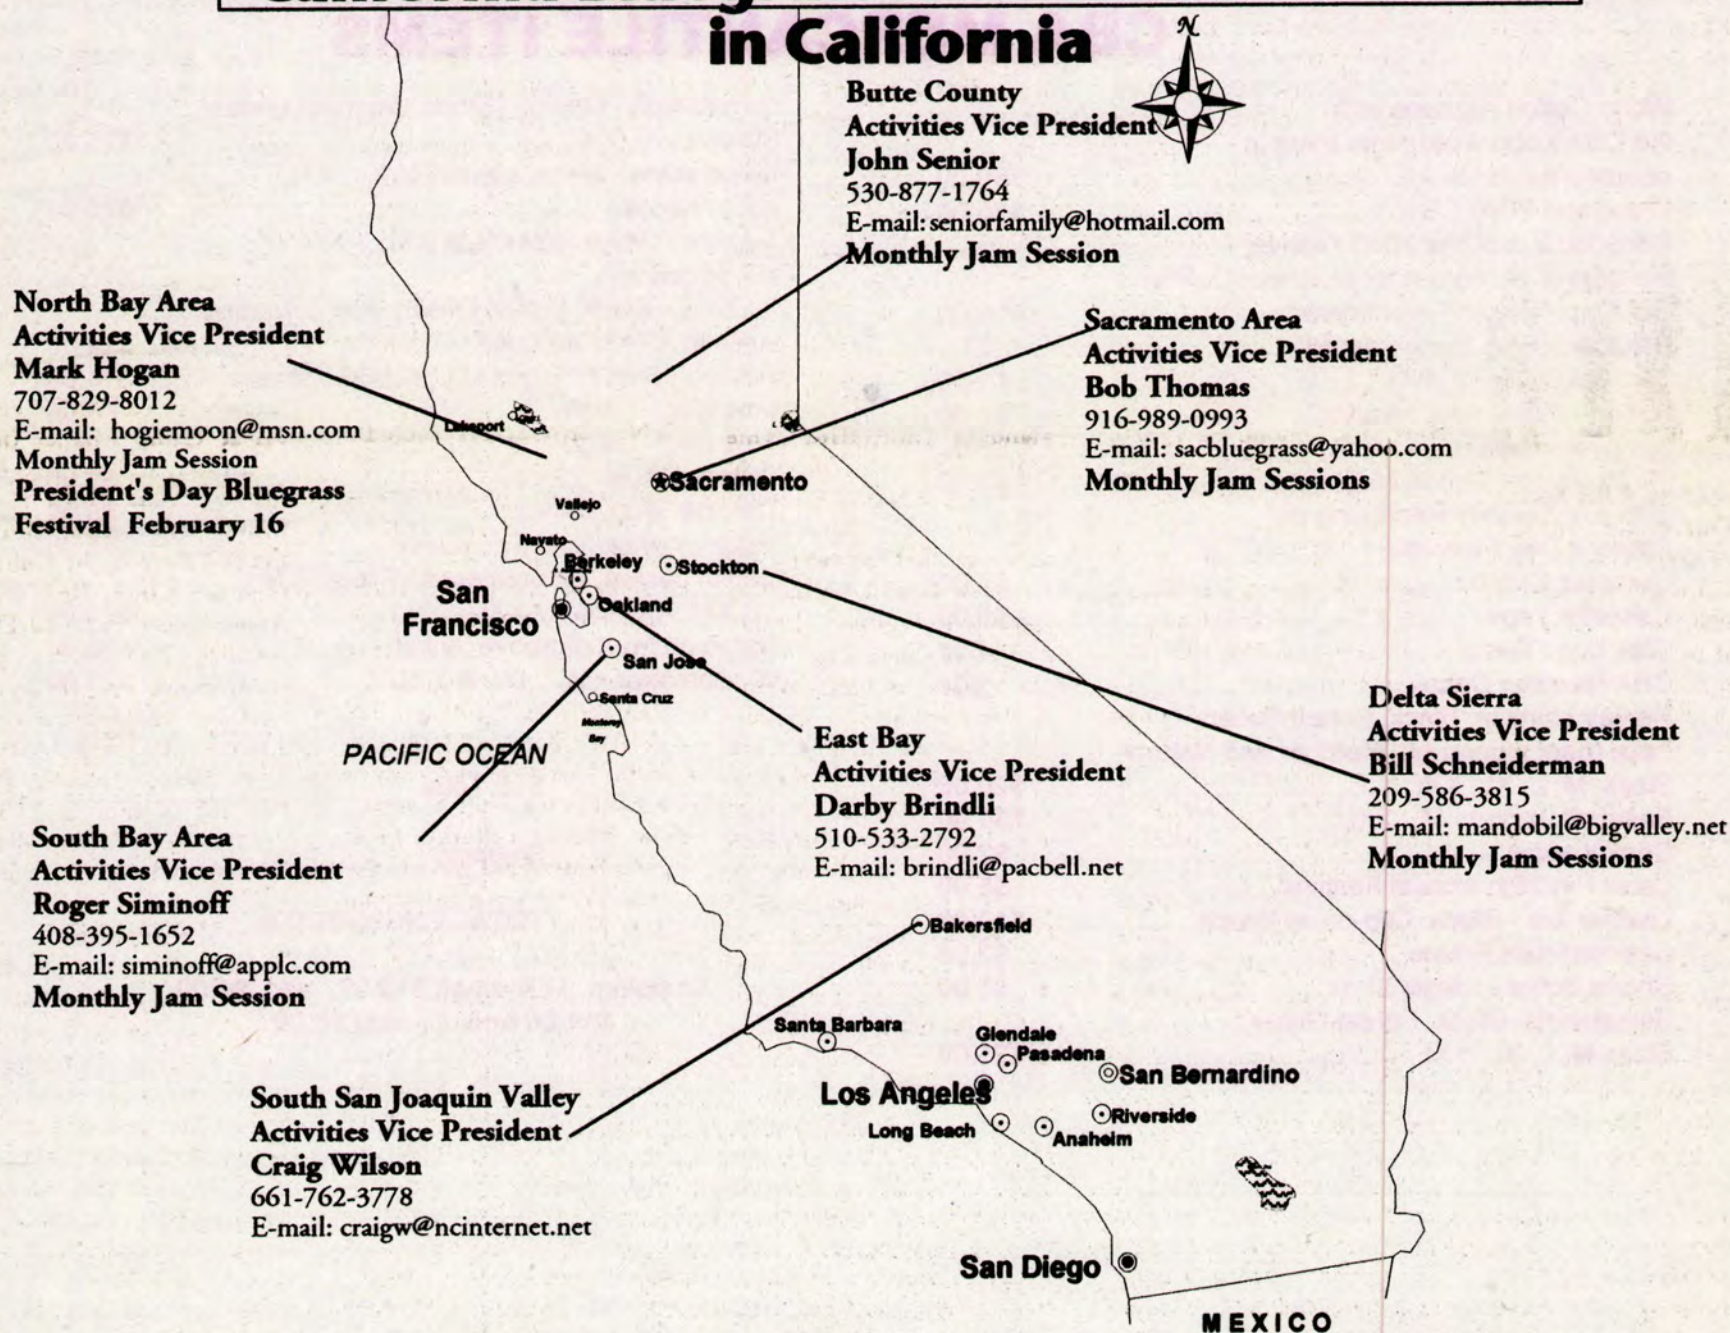 in California
N
Butte County
Activities Vice President
John Senior
530-877-1764
E-mail: seniorfamily@hotmail.com
Monthly Jam Session
North Bay Area
Activities Vice President
Mark Hogan
707-829-8012
E-mail: hogiemoon@msn.com
Monthly Jam Session
President's Day Bluegrass
Festival February 16
Sacramento Area
Activities Vice President
Bob Thomas
916-989-0993
E-mail: sacbluegrass@yahoo.com
Monthly Jam Sessions
Lakeport
Sacramento
Vallejo
Novato
Berkeley
Stockton
San
Francisco
Oakland
San Jose
Santa Cruz
Monterey
Bay
PACIFIC OCEAN
East Bay
Activities Vice President
Darby Brindli
510-533-2792
E-mail: brindli@pacbell.net
Delta Sierra
Activities Vice President
Bill Schneiderman
209-586-3815
E-mail: mandobil@bigvalley.net
Monthly Jam Sessions
South Bay Area
Activities Vice President
Roger Siminoff
408-395-1652
E-mail: siminoff@applc.com
Monthly Jam Session
Bakersfield
Santa Barbara
Glendale
Pasadena
San Bernardino
Los Angeles
Riverside
Long Beach
Anaheim
South San Joaquin Valley
Activities Vice President
Craig Wilson
661-762-3778
E-mail: craigw@ncinternet.net
San Diego
MEXICO